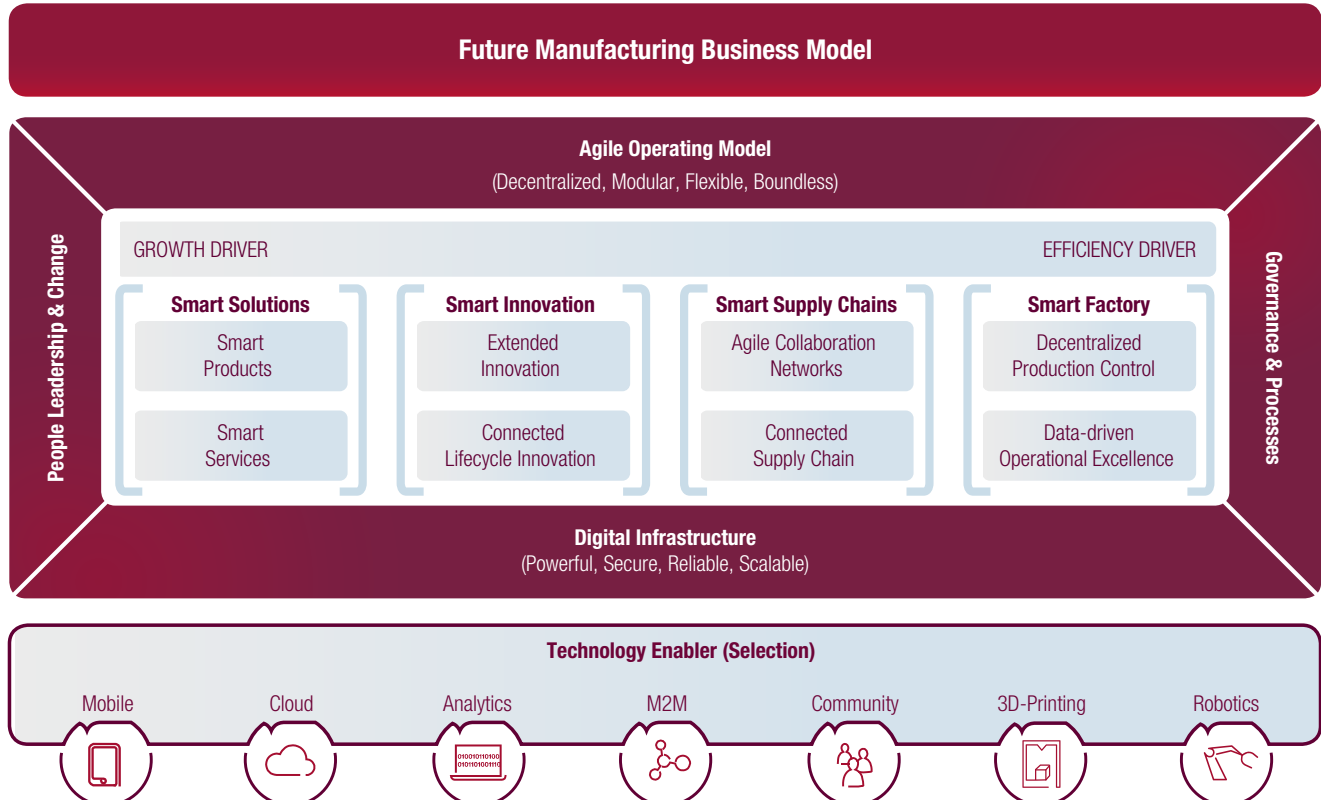 Future Manufacturing Business Model
Agile Operating Model
(Decentralized, Modular, Flexible, Boundless)
People Leadership & Change
GROWTH DRIVER
EFFICIENCY DRIVER
Smart Solutions
Smart
Products
Smart
Services
Smart Innovation
Extended
Innovation
Connected
Lifecycle Innovation
Smart Supply Chains
Agile Collaboration
Networks
Connected
Supply Chain
Smart Factory
Decentralized
Production Control
Data-driven
Operational Excellence
Governance & Processes
Digital Infrastructure
(Powerful, Secure, Reliable, Scalable)
Technology Enabler (Selection)
Mobile
Cloud
Analytics
M2M
Community
3D-Printing
Robotics
010010110100
0101101001110